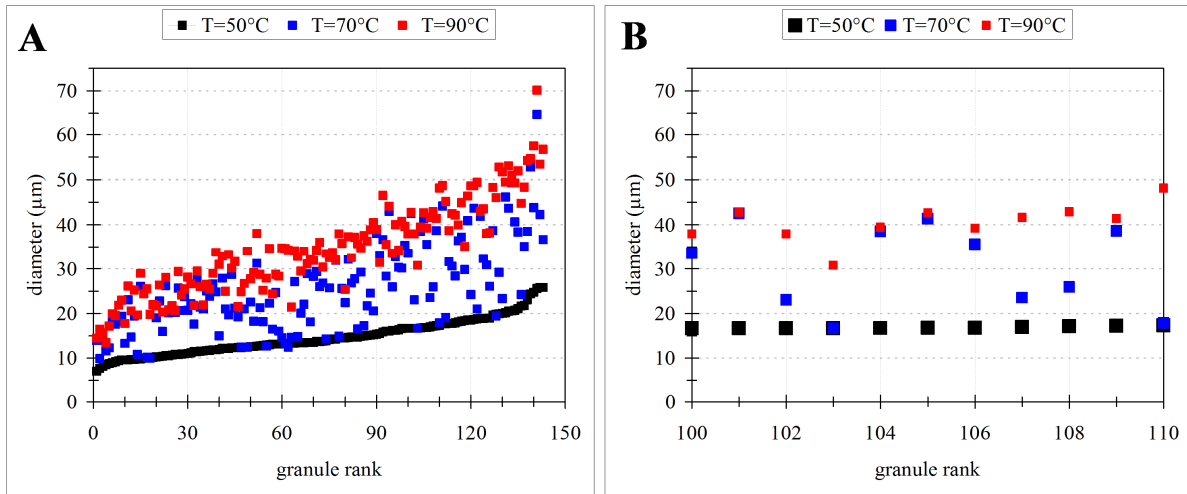 A
T=50°C T=70°C T=90°C
diameter (µm)
70
60
50
40
30
20
10
0
0 30 60 90 120 150
granule rank
B
T=50°C T=70°C T=90°C
diameter (µm)
70
60
50
40
30
20
10
0
100 102 104 106 108 110
granule rank